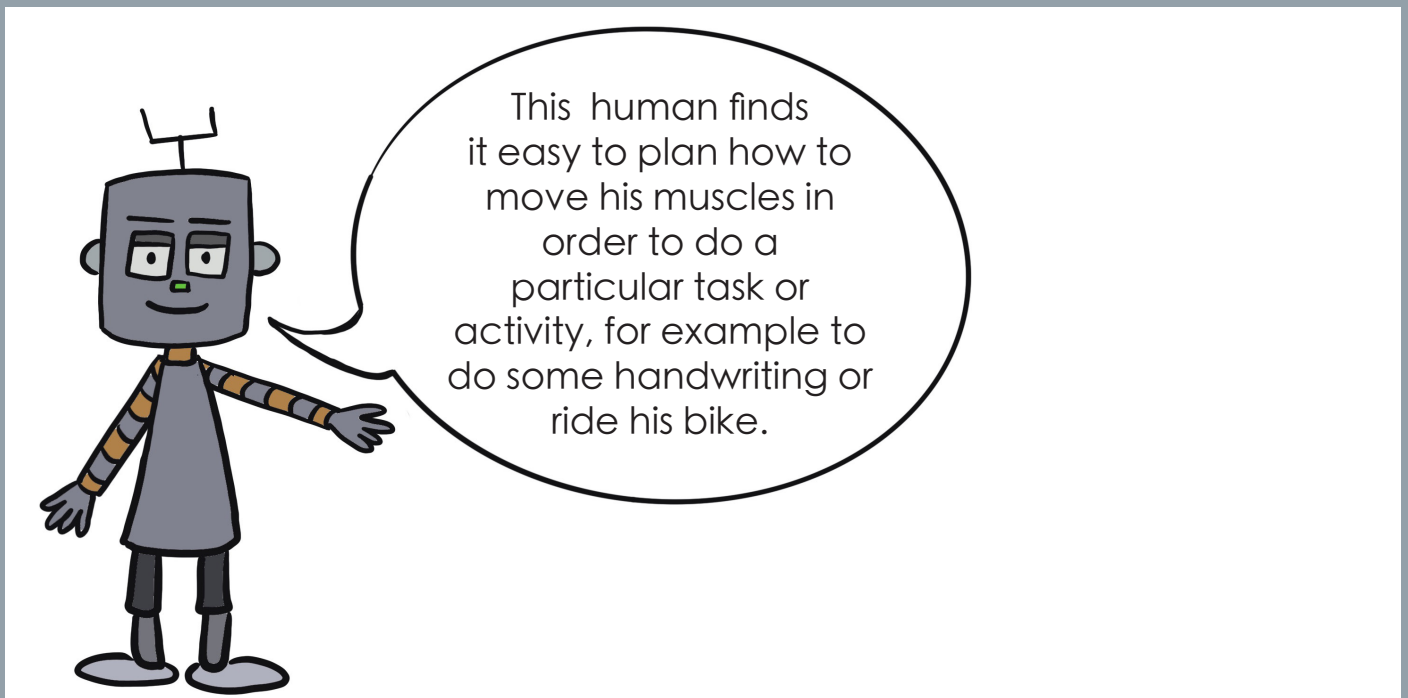 This  human finds
it easy to plan how to
move his muscles in
order to do a
particular task or
activity, for example to
do some handwriting or
ride his bike.